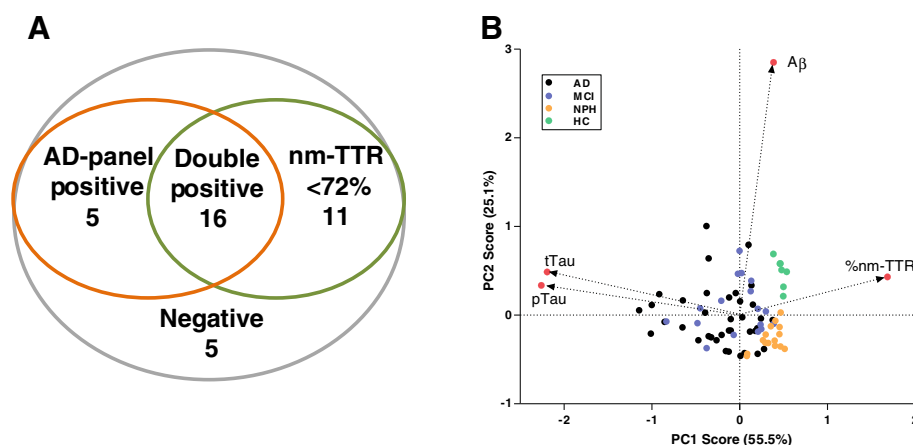 A
AD-panel
positive
5
Double
positive
16
nm-TTR
<72%
11
Negative
5
B
PC2 Score (25.1%)
3
2
1
0
-1
AD
MCI
NPH
HC
Aβ
tTau
pTau
%nm-TTR
-2
-1
0
1
2
PC1 Score (55.5%)